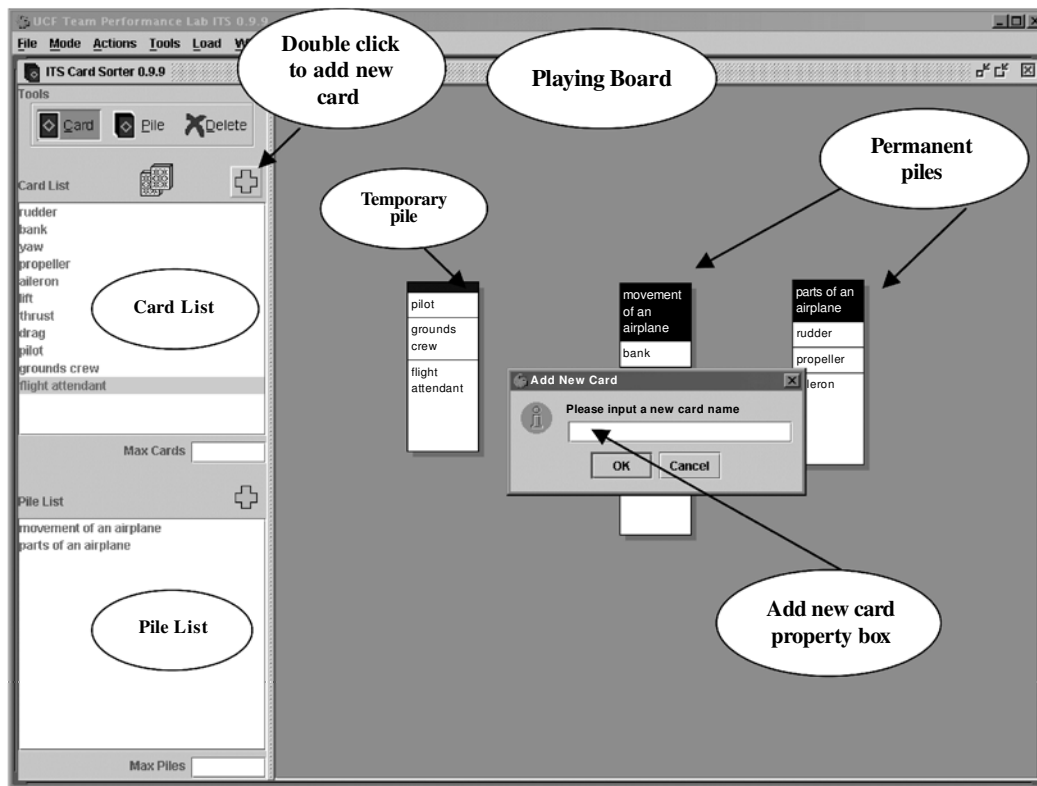 UCF Team Performance Lab ITS 0.9.9
File Mode Actions Tools Load
ITS Card Sorter 0.9.9
Tools
Card Pile Delete
Card List
rudder
bank
yaw
propeller
aileron
lift
thrust
drag
pilot
grounds crew
flight attendant
Max Cards
Pile List
movement of an airplane
parts of an airplane
Max Piles
Double click
to add new
card
Playing Board
Permanent
piles
Temporary
pile
Card List
Pile List
pilot
grounds
crew
flight
attendant
movement
of an
airplane
bank
parts of an
airplane
rudder
propeller
Add New Card
Please input a new card name
OK Cancel
Add new card
property box